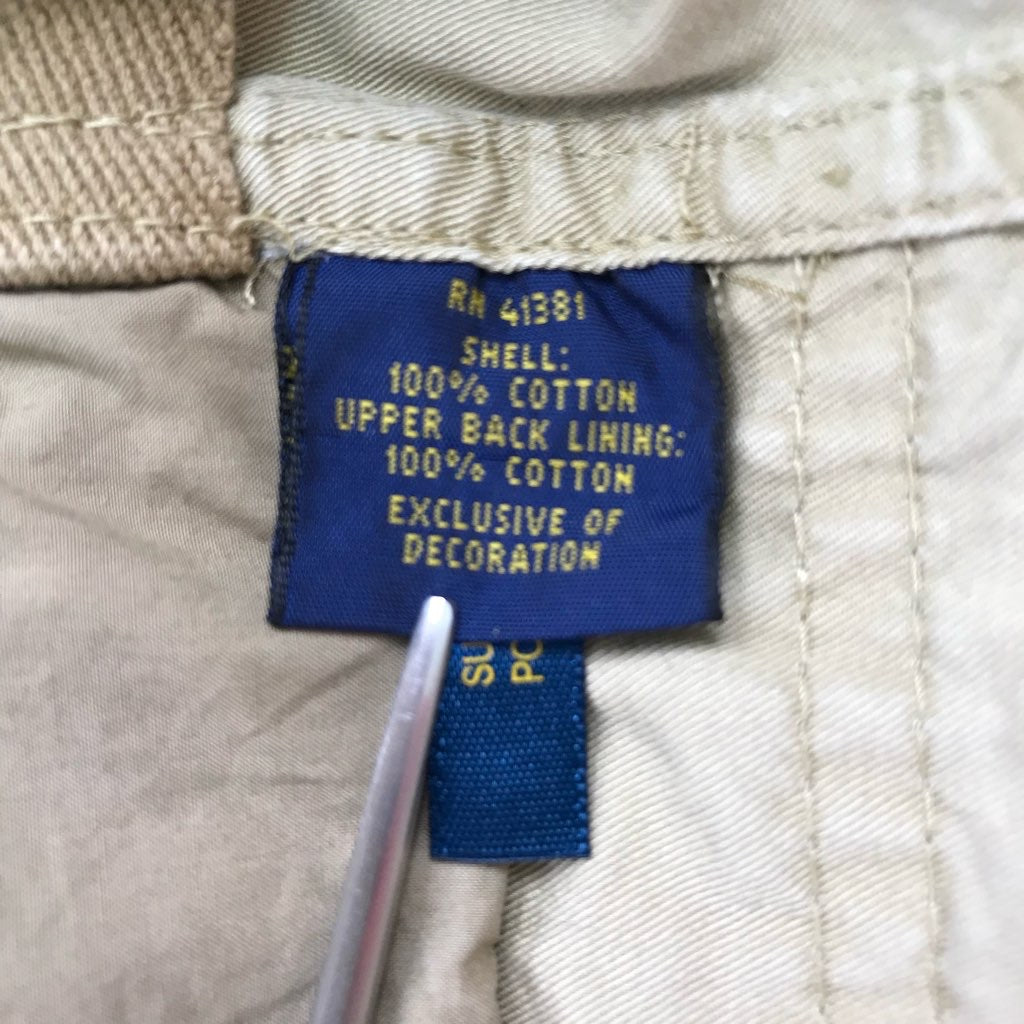 RN 41381
SHELL:
100% COTTON
UPPER BACK LINING:
100% COTTON
EXCLUSIVE OF
DECORATION